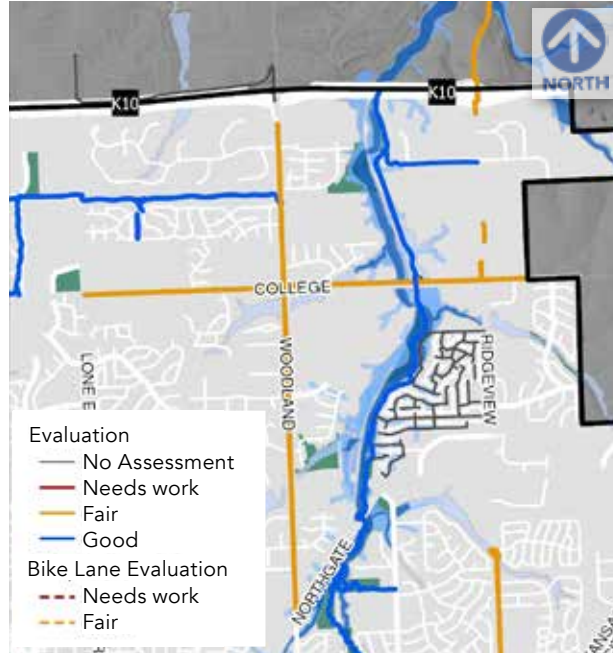 NORTH
K10
K10
COLLEGE
WOODLAND
LONE E
RIDGEVIEW
NORTHGATE
Evaluation
No Assessment
Needs work
Fair
Good
Bike Lane Evaluation
Needs work
Fair